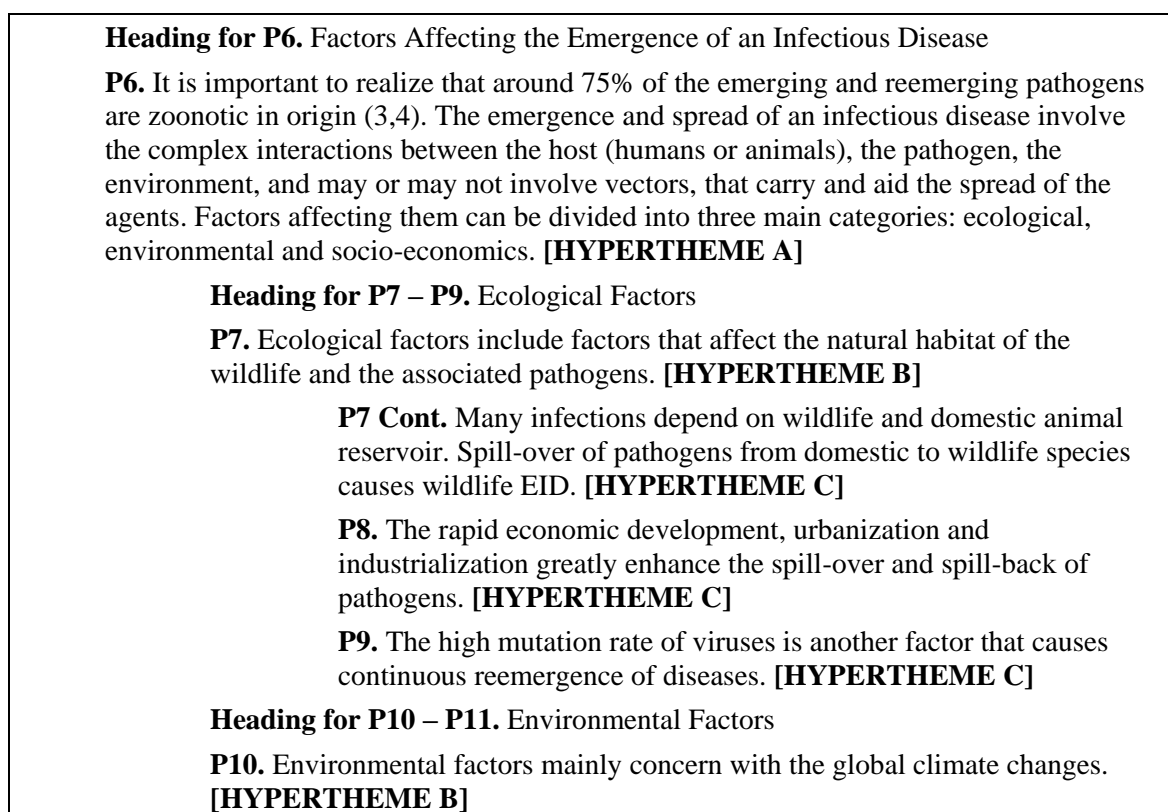 Heading for P6. Factors Affecting the Emergence of an Infectious Disease
P6. It is important to realize that around 75% of the emerging and reemerging pathogens
are zoonotic in origin (3,4). The emergence and spread of an infectious disease involve
the complex interactions between the host (humans or animals), the pathogen, the
environment, and may or may not involve vectors, that carry and aid the spread of the
agents. Factors affecting them can be divided into three main categories: ecological,
environmental and socio-economics. [HYPERTHEME A]
Heading for P7 – P9. Ecological Factors
P7. Ecological factors include factors that affect the natural habitat of the
wildlife and the associated pathogens. [HYPERTHEME B]
P7 Cont. Many infections depend on wildlife and domestic animal
reservoir. Spill-over of pathogens from domestic to wildlife species
causes wildlife EID. [HYPERTHEME C]
P8. The rapid economic development, urbanization and
industrialization greatly enhance the spill-over and spill-back of
pathogens. [HYPERTHEME C]
P9. The high mutation rate of viruses is another factor that causes
continuous reemergence of diseases. [HYPERTHEME C]
Heading for P10 – P11. Environmental Factors
P10. Environmental factors mainly concern with the global climate changes.
[HYPERTHEME B]